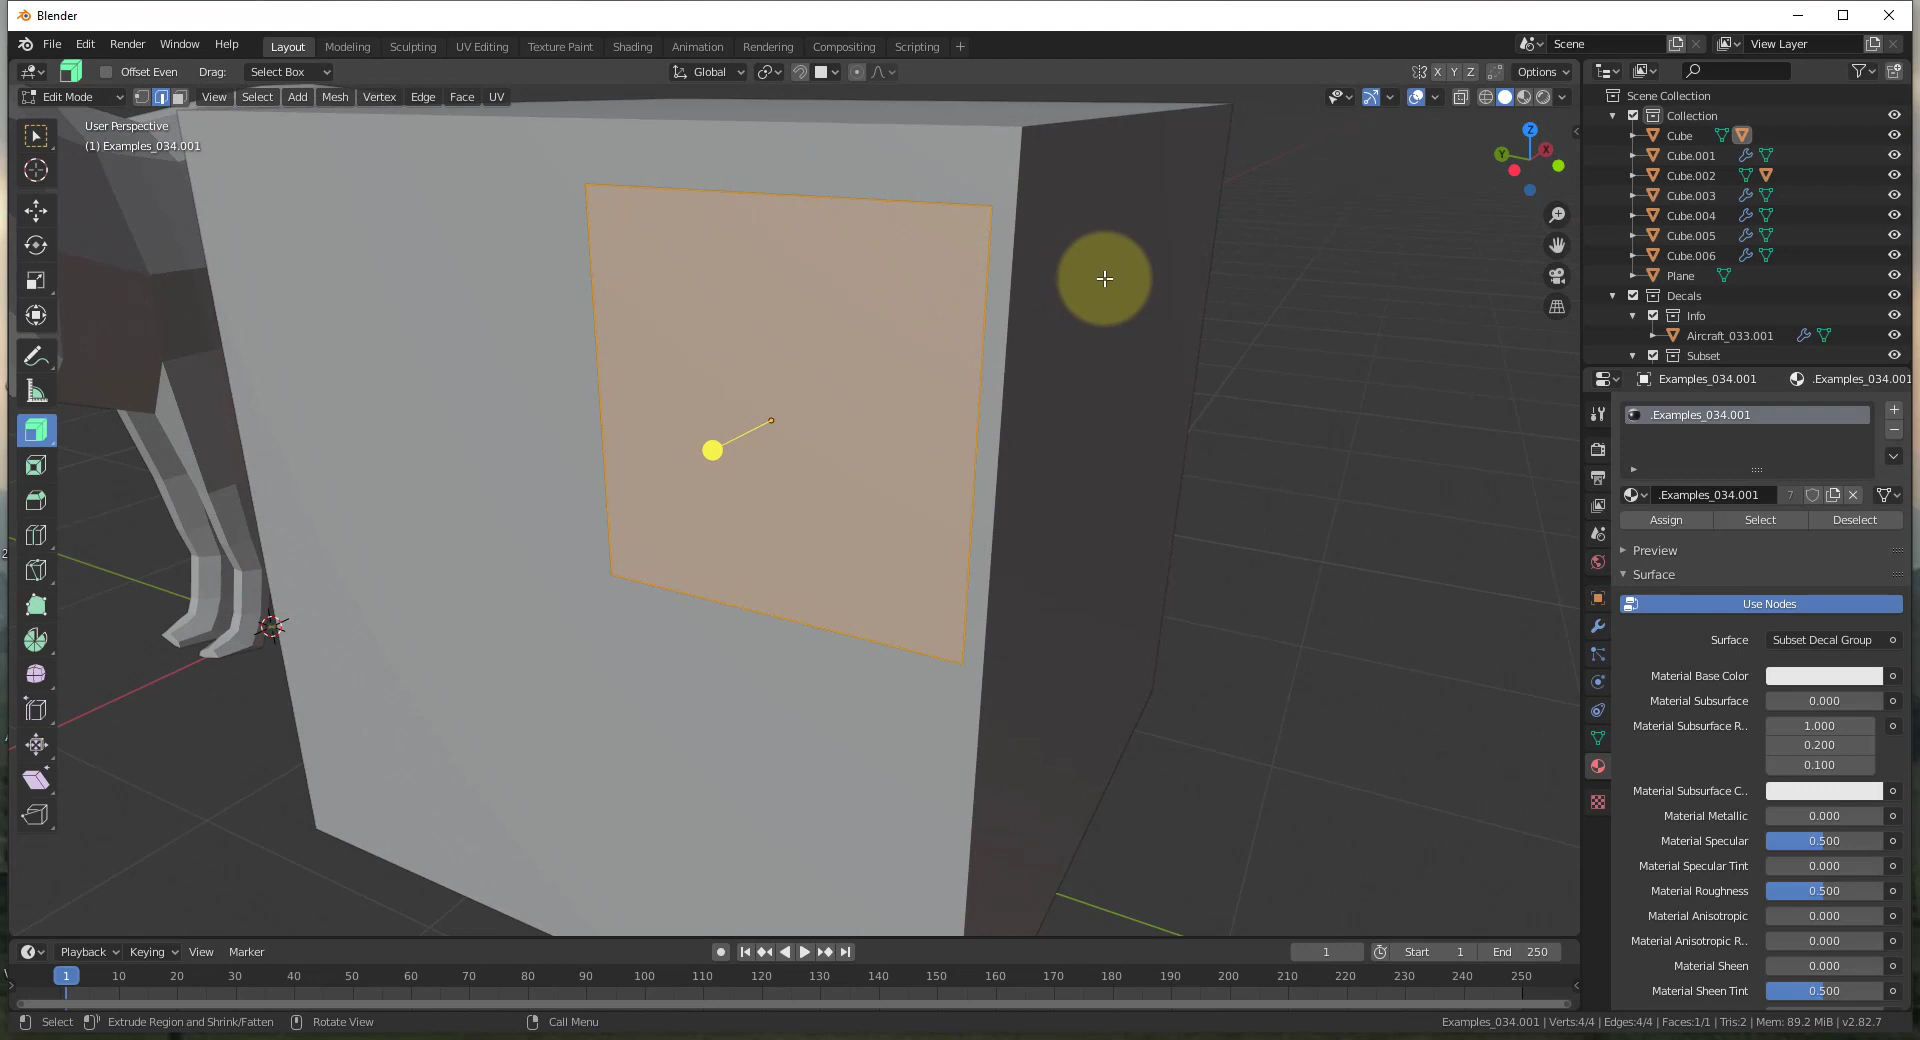 Blender
File Edit Render Window Help Layout Modeling Sculpting UV Editing Texture Paint Shading Animation Rendering Compositing Scripting + Scene View Layer
Offset Even Drag: Select Box Global X Y Z Options
Edit Mode View Select Add Mesh Vertex Edge Face UV
User Perspective
(1) Examples_034.001
Z
Y X
Scene Collection
Collection
Cube
Cube.001
Cube.002
Cube.003
Cube.004
Cube.005
Cube.006
Plane
Decals
Info
Aircraft_033.001
Subset
Examples_034.001 .Examples_034.001
.Examples_034.001
.Examples_034.001 7
Assign Select Deselect
Preview
Surface
Use Nodes
Surface Subset Decal Group
Material Base Color
Material Subsurface 0.000
Material Subsurface R.. 1.000
0.200
0.100
Material Subsurface C..
Material Metallic 0.000
Material Specular 0.500
Material Specular Tint 0.000
Material Roughness 0.500
Material Anisotropic 0.000
Material Anisotropic R.. 0.000
Material Sheen 0.000
Material Sheen Tint 0.500
Playback Keying View Marker 1 Start 1 End 250
1 10 20 30 40 50 60 70 80 90 100 110 120 130 140 150 160 170 180 190 200 210 220 230 240 250
Select Extrude Region and Shrink/Fatten Rotate View Call Menu Examples_034.001 | Verts:4/4 | Edges:4/4 | Faces:1/1 | Tris:2 | Mem: 89.2 MiB | v2.82.7